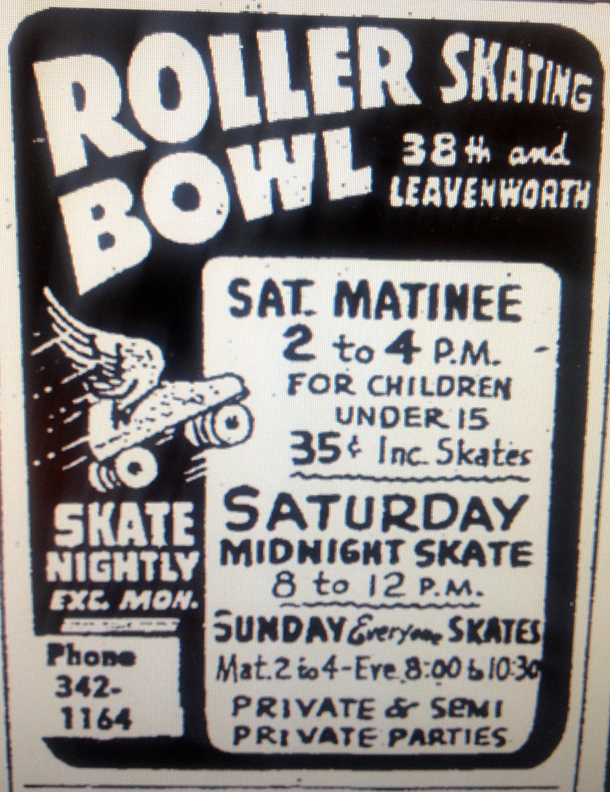 ROLLER SKATING
BOWL
38th and
LEAVENWORTH
SAT. MATINEE
2 to 4 P.M.
FOR CHILDREN
UNDER 15
35¢ Inc. Skates
SATURDAY
MIDNIGHT SKATE
8 to 12 P.M.
SUNDAY Everyone SKATES
Mat. 2 to 4-Eve. 8:00 to 10:30
PRIVATE & SEMI
PRIVATE PARTIES
SKATE
NIGHTLY
EXC. MON.
Phone
342-
1164